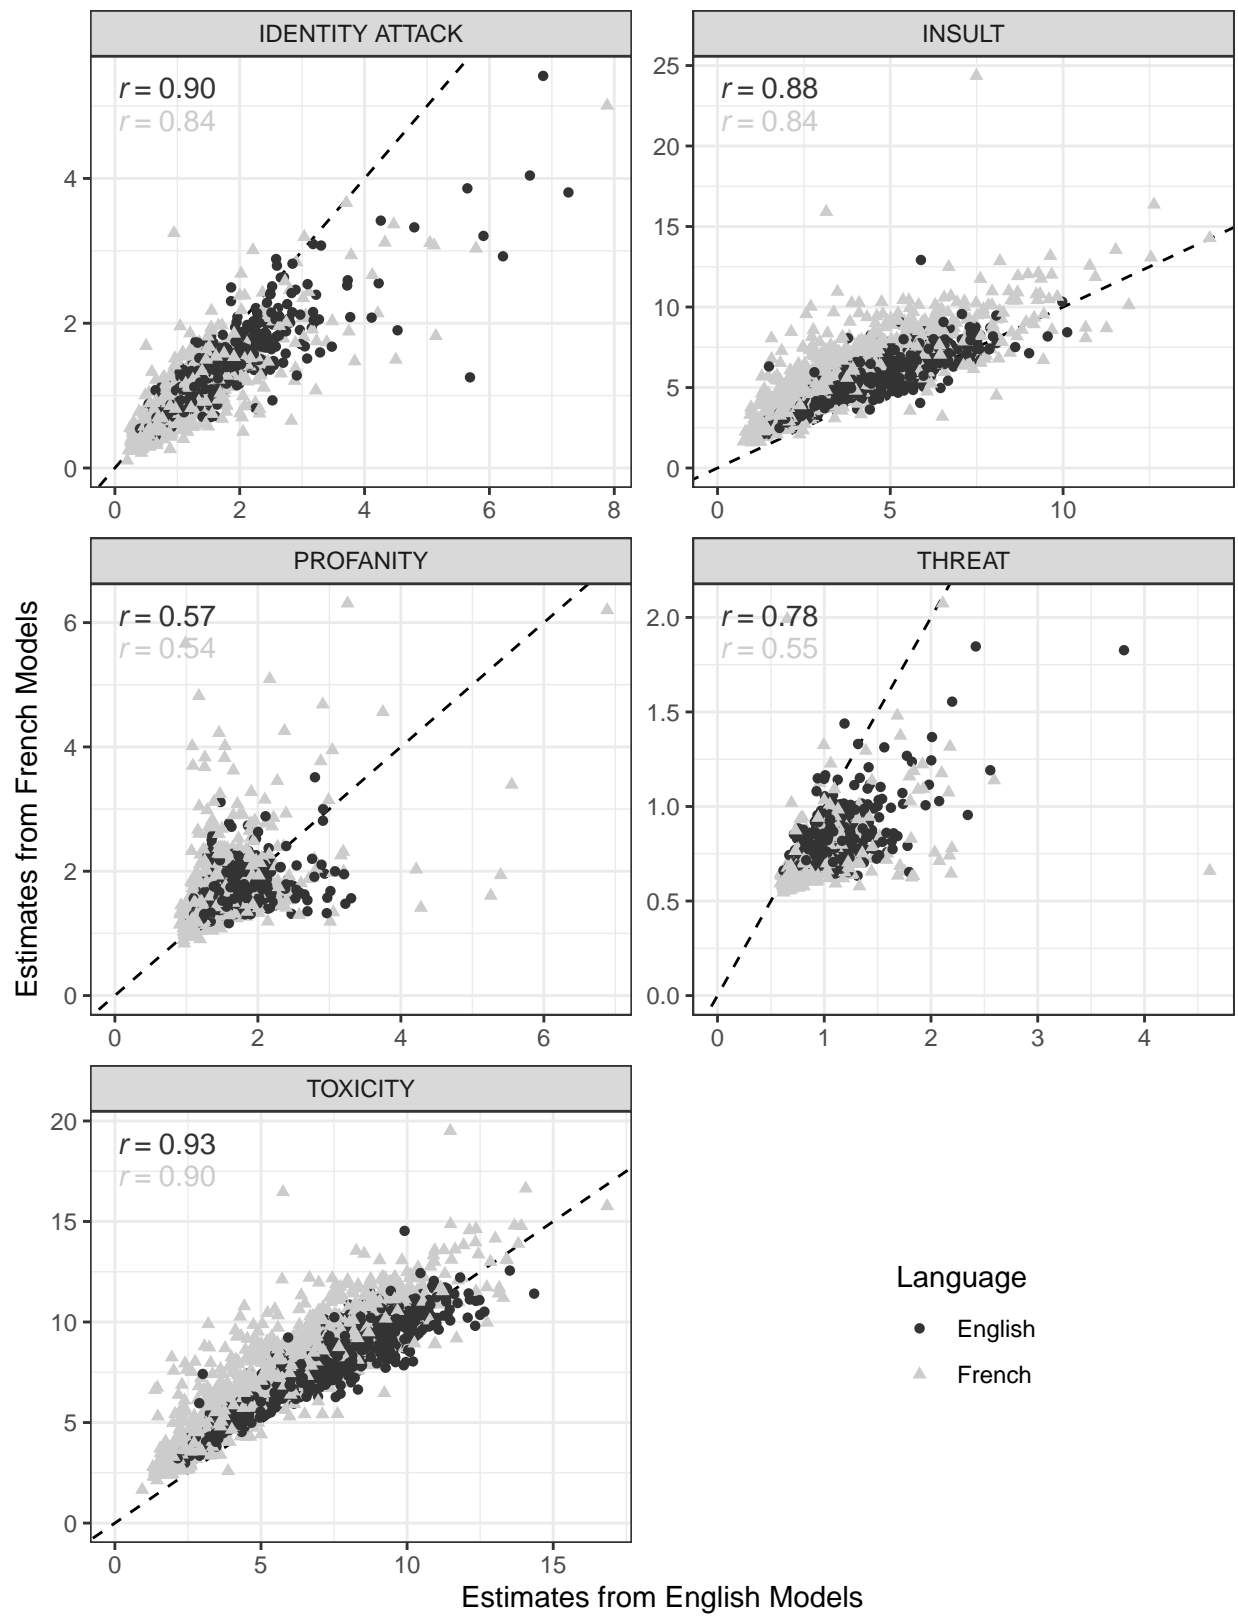 IDENTITY ATTACK
INSULT
r = 0.90
r = 0.84
4
2
0
0 2 4 6 8
r = 0.88
r = 0.84
25
20
15
10
5
0
0 5 10
PROFANITY
THREAT
r = 0.57
r = 0.54
6
4
2
0
0 2 4 6
r = 0.78
r = 0.55
2.0
1.5
1.0
0.5
0.0
0 1 2 3 4
TOXICITY
r = 0.93
r = 0.90
20
15
10
5
0
0 5 10 15
Estimates from French Models
Estimates from English Models
Language
English
French